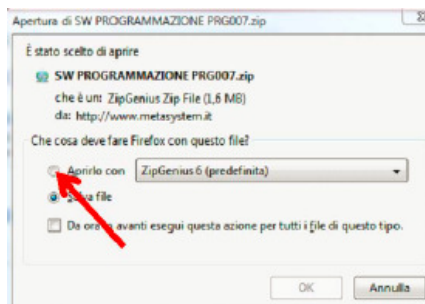 Apertura di SW PROGRAMMAZIONE PRG007.zip
È stato scelto di aprire
SW PROGRAMMAZIONE PRG007.zip
che è un: ZipGenius Zip File (1,6 MB)
da: http://www.metasystem.it
Che cosa deve fare Firefox con questo file?
Aprirlo con ZipGenius 6 (predefinita)
Salva file
Da ora in avanti esegui questa azione per tutti i file di questo tipo.
OK Annulla